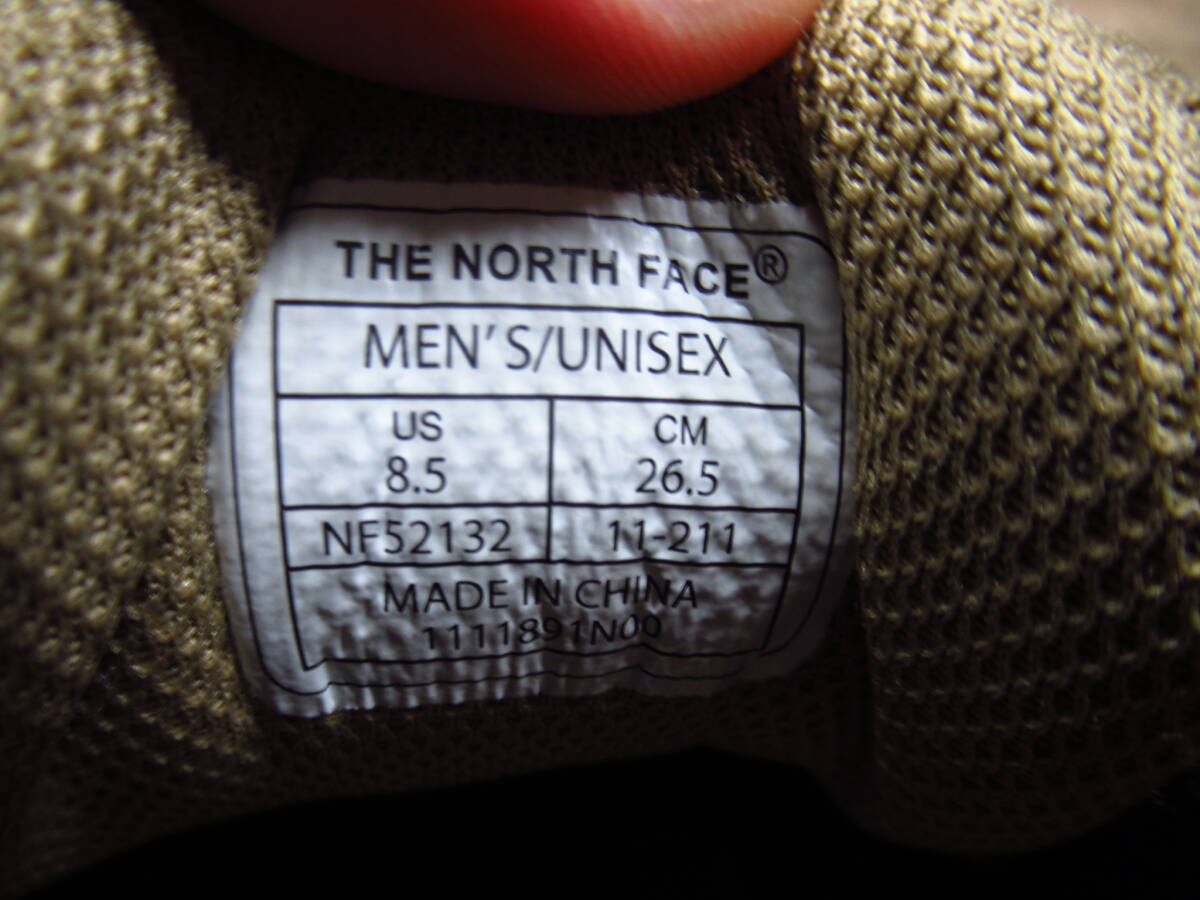 THE NORTH FACE®
MEN'S/UNISEX
US CM
8.5 26.5
NF52132 11-211
MADE IN CHINA
1111891N00